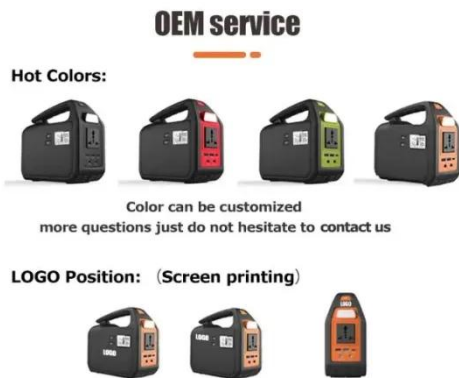 OEM service
Hot Colors:
Color can be customized
more questions just do not hesitate to contact us
LOGO Position: (Screen printing)
LOGO
LOGO
LOGO